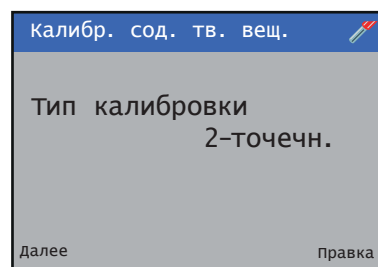 Калибр. сод. тв. вещ.
Тип калибровки
2-точечн.
Далее Правка